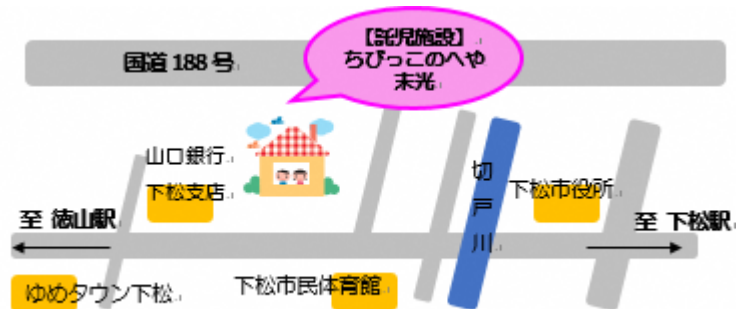 【託児施設】
ちびっこのへや
末光
国道188号
山口銀行
下松支店
切戸川
下松市役所
至 徳山駅
至 下松駅
ゆめタウン下松
下松市民体育館